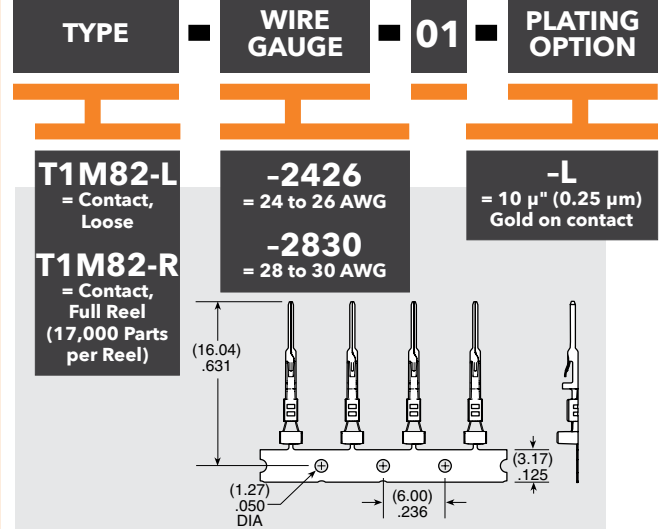 TYPE - WIRE GAUGE - 01 - PLATING OPTION
T1M82-L
= Contact,
Loose
T1M82-R
= Contact,
Full Reel
(17,000 Parts
per Reel)
-2426
= 24 to 26 AWG
-2830
= 28 to 30 AWG
-L
= 10 µ" (0.25 µm)
Gold on contact
(16.04)
.631
(1.27)
.050
DIA
(6.00)
.236
(3.17)
.125